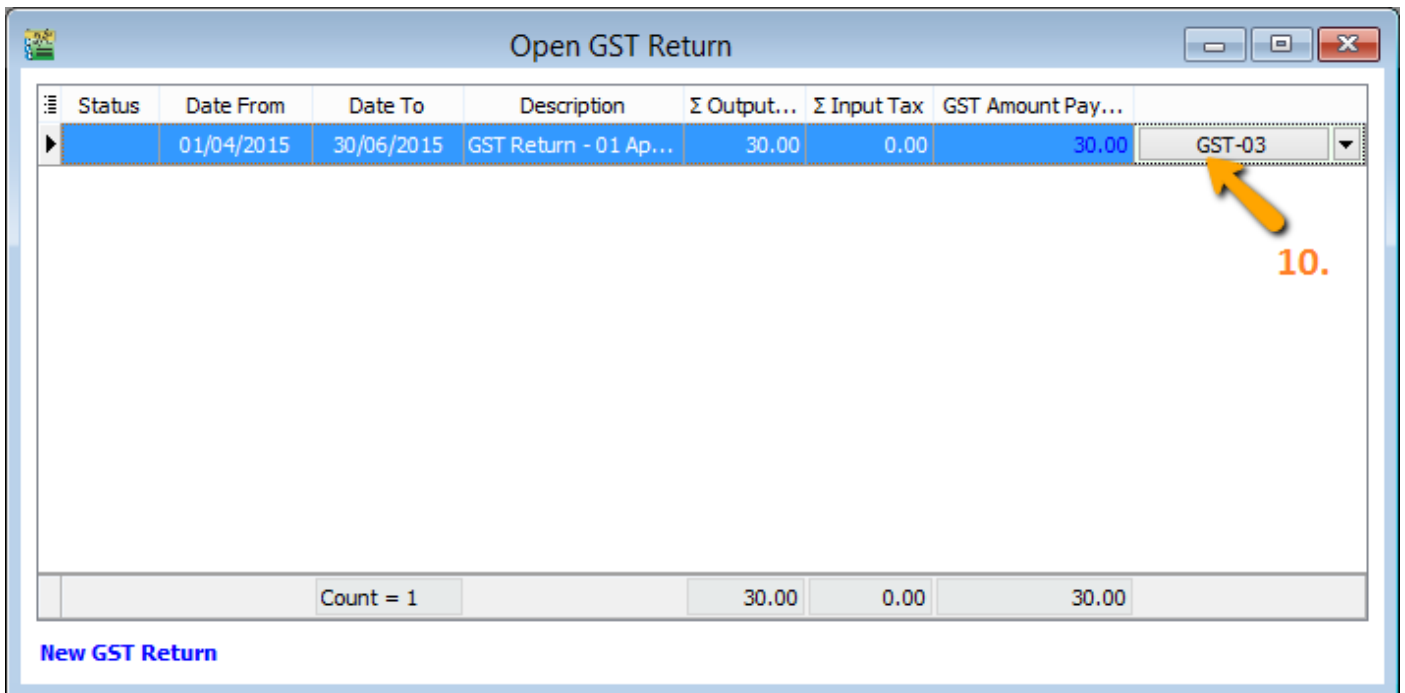 Open GST Return
Status Date From Date To Description Σ Output... Σ Input Tax GST Amount Pay...
01/04/2015 30/06/2015 GST Return - 01 Ap... 30.00 0.00 30.00 GST-03
10.
Count = 1 30.00 0.00 30.00
New GST Return